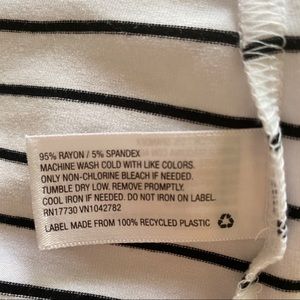 95% RAYON / 5% SPANDEX
MACHINE WASH COLD WITH LIKE COLORS.
ONLY NON-CHLORINE BLEACH IF NEEDED.
TUMBLE DRY LOW. REMOVE PROMPTLY.
COOL IRON IF NEEDED. DO NOT IRON ON LABEL.
RN17730 VN1042782
LABEL MADE FROM 100% RECYCLED PLASTIC